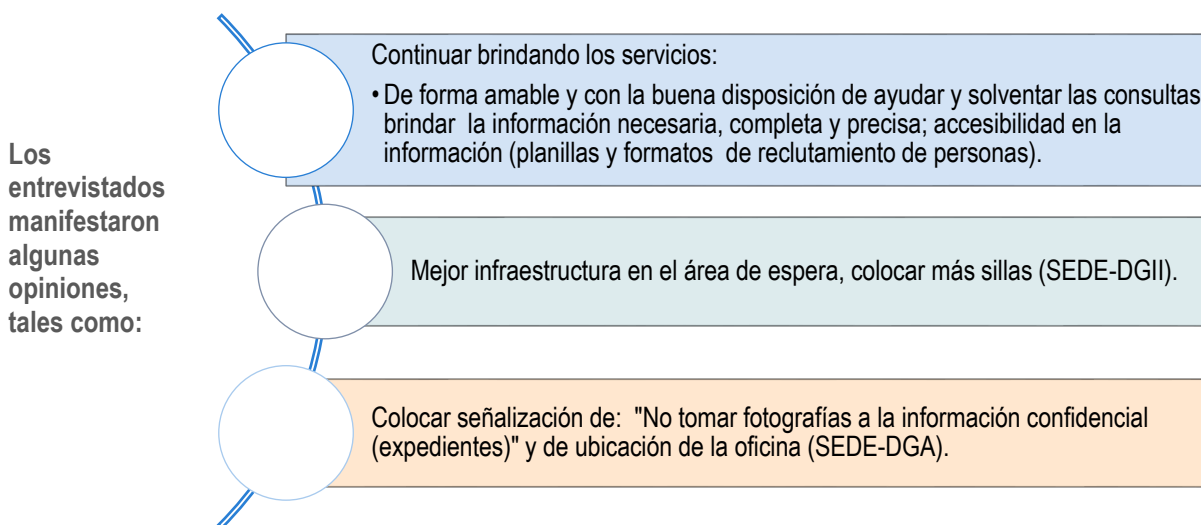 Los
entrevistados
manifestaron
algunas
opiniones,
tales como:
Continuar brindando los servicios:
• De forma amable y con la buena disposición de ayudar y solventar las consultas
brindar la información necesaria, completa y precisa; accesibilidad en la
información (planillas y formatos de reclutamiento de personas).
Mejor infraestructura en el área de espera, colocar más sillas (SEDE-DGII).
Colocar señalización de: "No tomar fotografías a la información confidencial
(expedientes)" y de ubicación de la oficina (SEDE-DGA).